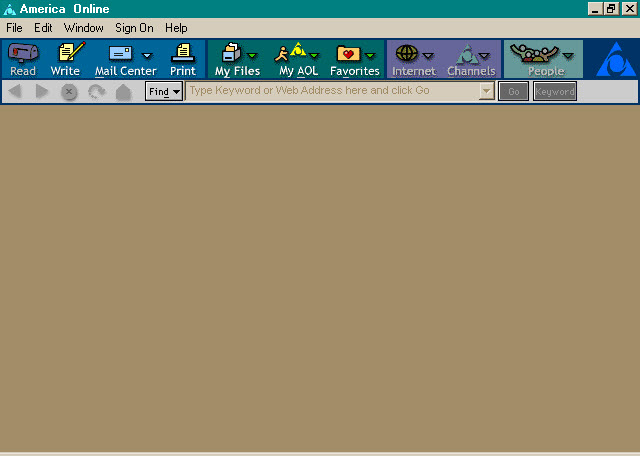 America Online
File Edit Window Sign On Help
Read Write Mail Center Print My Files My AOL Favorites Internet Channels People
Find Type Keyword or Web Address here and click Go Go Keyword